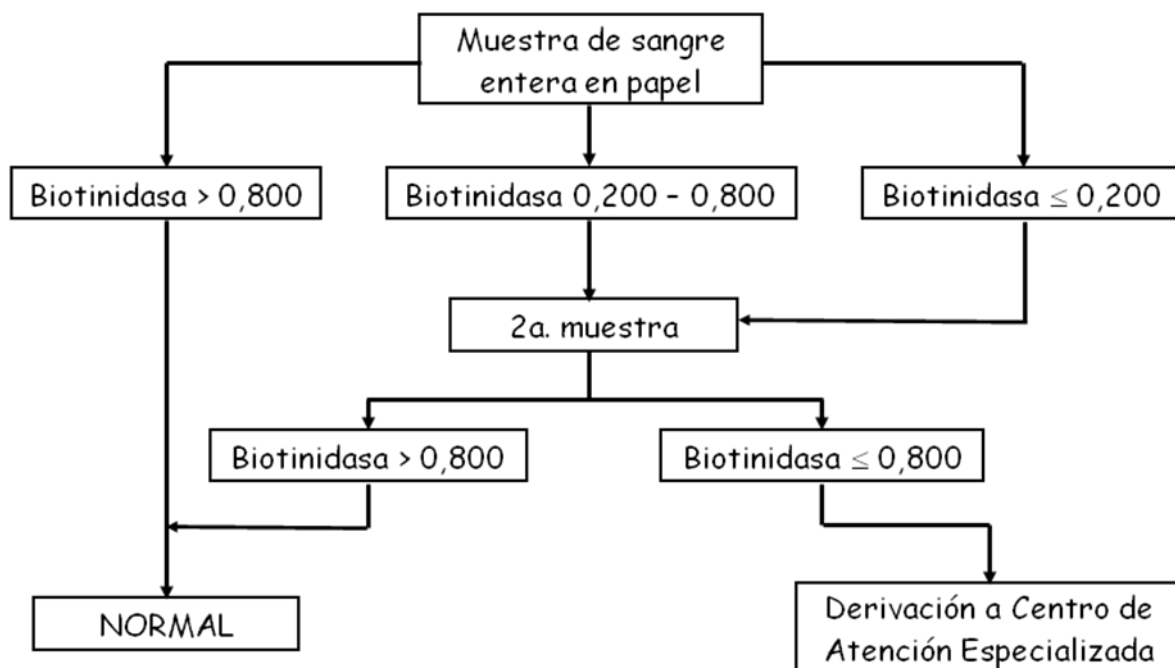 Muestra de sangre
entera en papel
Biotinidasa > 0,800
Biotinidasa 0,200 – 0,800
Biotinidasa ≤ 0,200
2a. muestra
Biotinidasa > 0,800
Biotinidasa ≤ 0,800
NORMAL
Derivación a Centro de
Atención Especializada